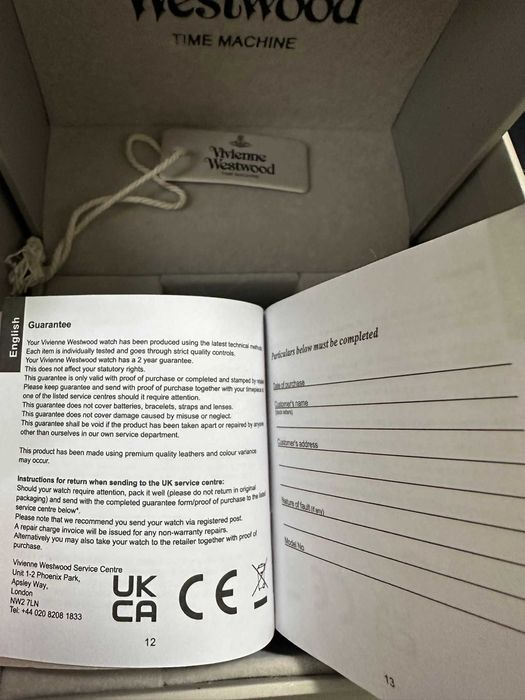 Westwood
TIME MACHINE
Vivienne
Westwood
TIME MACHINE
English
Guarantee
Your Vivienne Westwood watch has been produced using the latest technical methods.
Each item is individually tested and goes through strict quality controls.
Your Vivienne Westwood watch has a 2 year guarantee.
This does not affect your statutory rights.
This guarantee is only valid with proof of purchase or completed and stamped by
Please keep guarantee and send with proof of purchase together with your timepiece to
one of the listed service centres should it require attention.
This guarantee does not cover batteries, bracelets, straps and lenses.
This guarantee does not cover damage caused by misuse or neglect.
This guarantee shall be void if the product has been taken apart or repaired by anyone
other than ourselves in our own service department.
This product has been made using premium quality leathers and colour variance
may occur.
Instructions for return when sending to the UK service centre:
Should your watch require attention, pack it well (please do not return in original
packaging) and send with the completed guarantee form/proof of purchase to the listed
service centre below*.
Please note that we recommend you send your watch via registered post.
A repair charge invoice will be issued for any non-warranty repairs.
Alternatively you may also take your watch to the retailer together with proof of
purchase.
Vivienne Westwood Service Centre
Unit 1-2 Phoenix Park,
Apsley Way,
London
NW2 7LN
Tel: +44 020 8208 1833
UK
CA
CE
12
Particulars below must be completed
Date of purchase
Customer's name
(block letters)
Customer's address
Nature of fault (if any)
Model No.
13